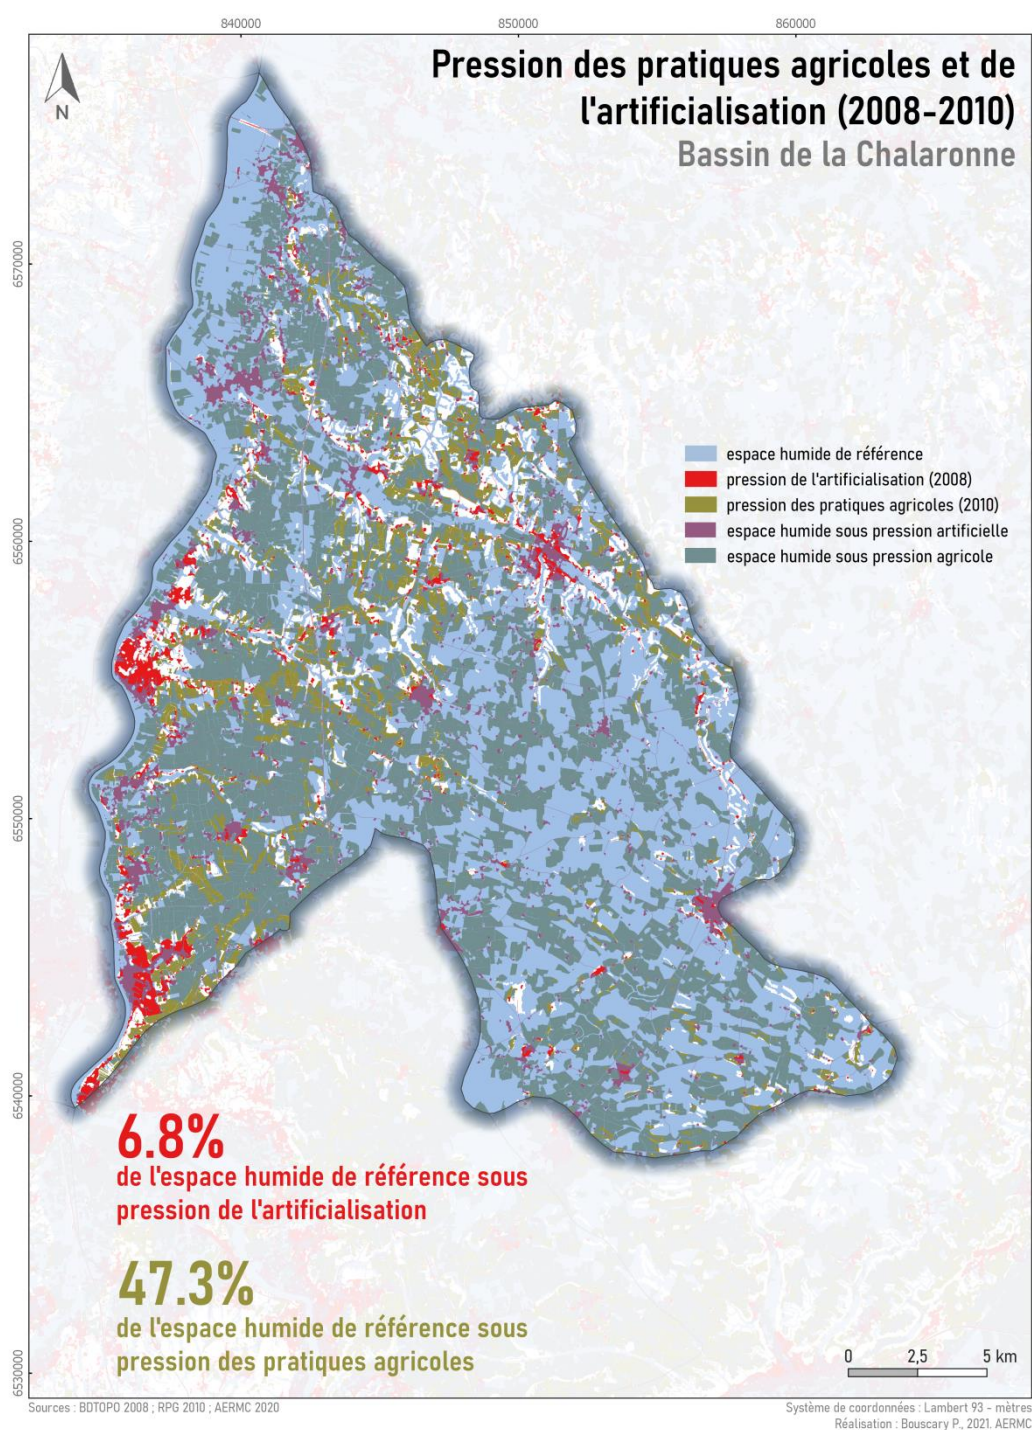 840000
850000
860000
Pression des pratiques agricoles et de
l'artificialisation (2008-2010)
Bassin de la Chalaronne
N
6570000
espace humide de référence
pression de l'artificialisation (2008)
pression des pratiques agricoles (2010)
espace humide sous pression artificielle
espace humide sous pression agricole
6560000
6550000
6540000
6.8%
de l'espace humide de référence sous
pression de l'artificialisation
47.3%
de l'espace humide de référence sous
pression des pratiques agricoles
0 2,5 5 km
6530000
Sources : BDTOPO 2008 ; RPG 2010 ; AERMC 2020
Système de coordonnées : Lambert 93 - mètres
Réalisation : Bouscary P., 2021. AERMC